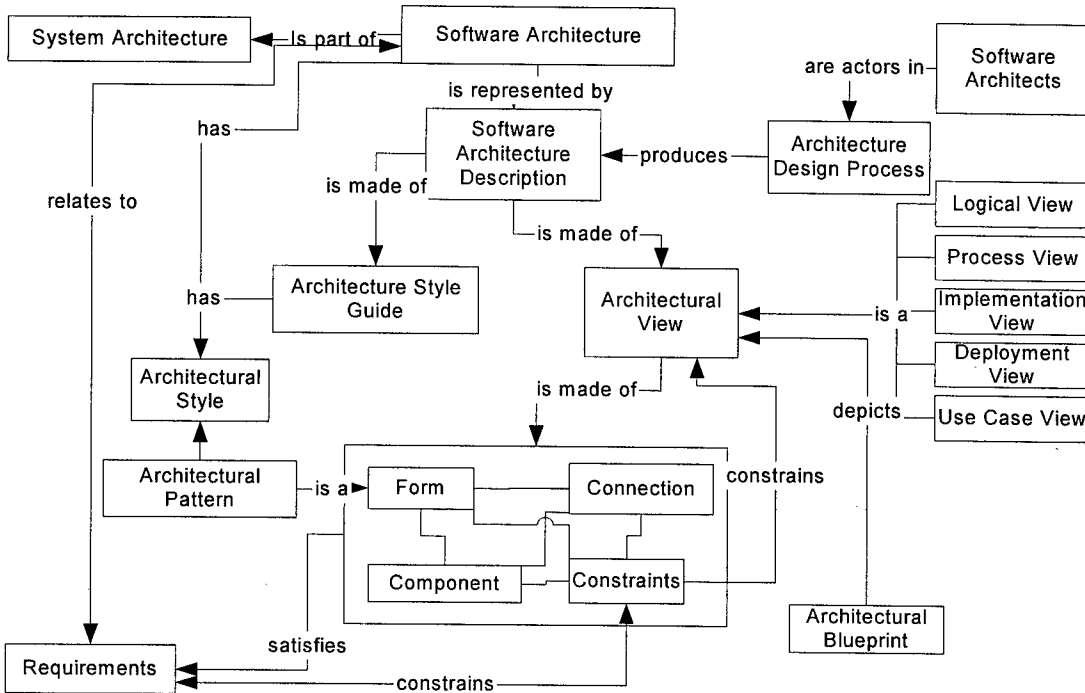 System Architecture
Is part of
Software Architecture
are actors in
Software
Architects
is represented by
has
Software
Architecture
Description
produces
Architecture
Design Process
is made of
relates to
Logical View
is made of
Process View
has
Architecture Style
Guide
Architectural
View
is a
Implementation
View
Deployment
View
Architectural
Style
is made of
depicts
Use Case View
Architectural
Pattern
is a
Form
Connection
constrains
Component
Constraints
Architectural
Blueprint
satisfies
Requirements
constrains